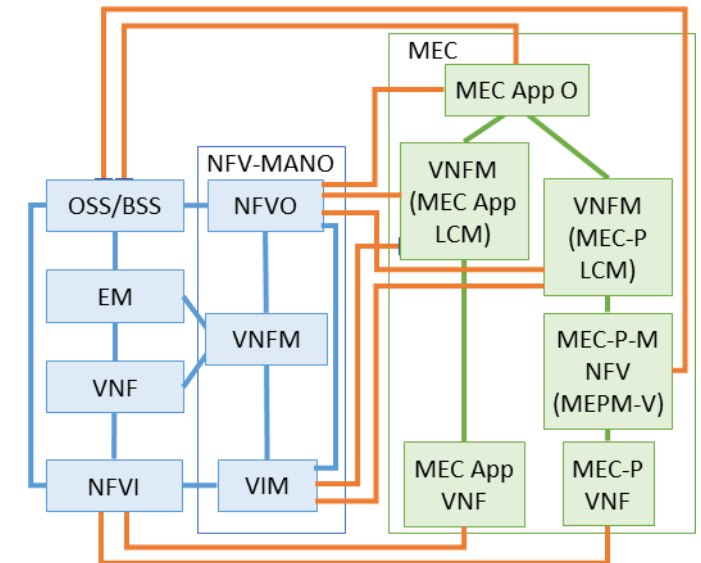 MEC
MEC App O
NFV-MANO
OSS/BSS
NFVO
VNFM
(MEC App
LCM)
VNFM
(MEC-P
LCM)
EM
VNFM
MEC-P-M
NFV
(MEPM-V)
VNF
NFVI
VIM
MEC App
VNF
MEC-P
VNF